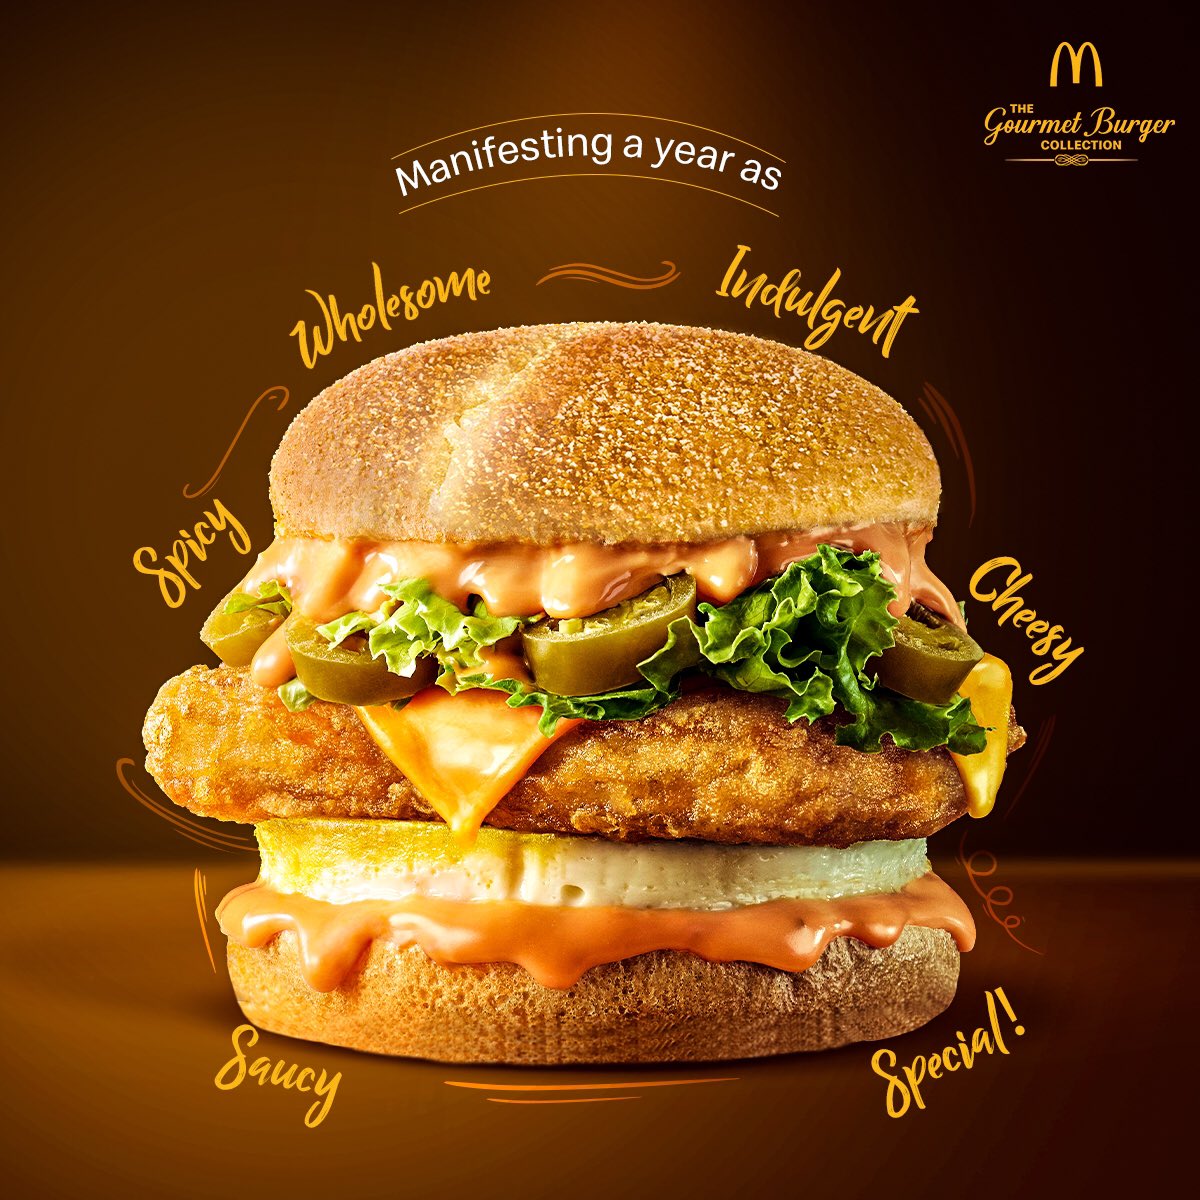 THE
Gourmet Burger
COLLECTION
Manifesting a year as
Wholesome
Indulgent
Spicy
Cheesy
Saucy
Special!